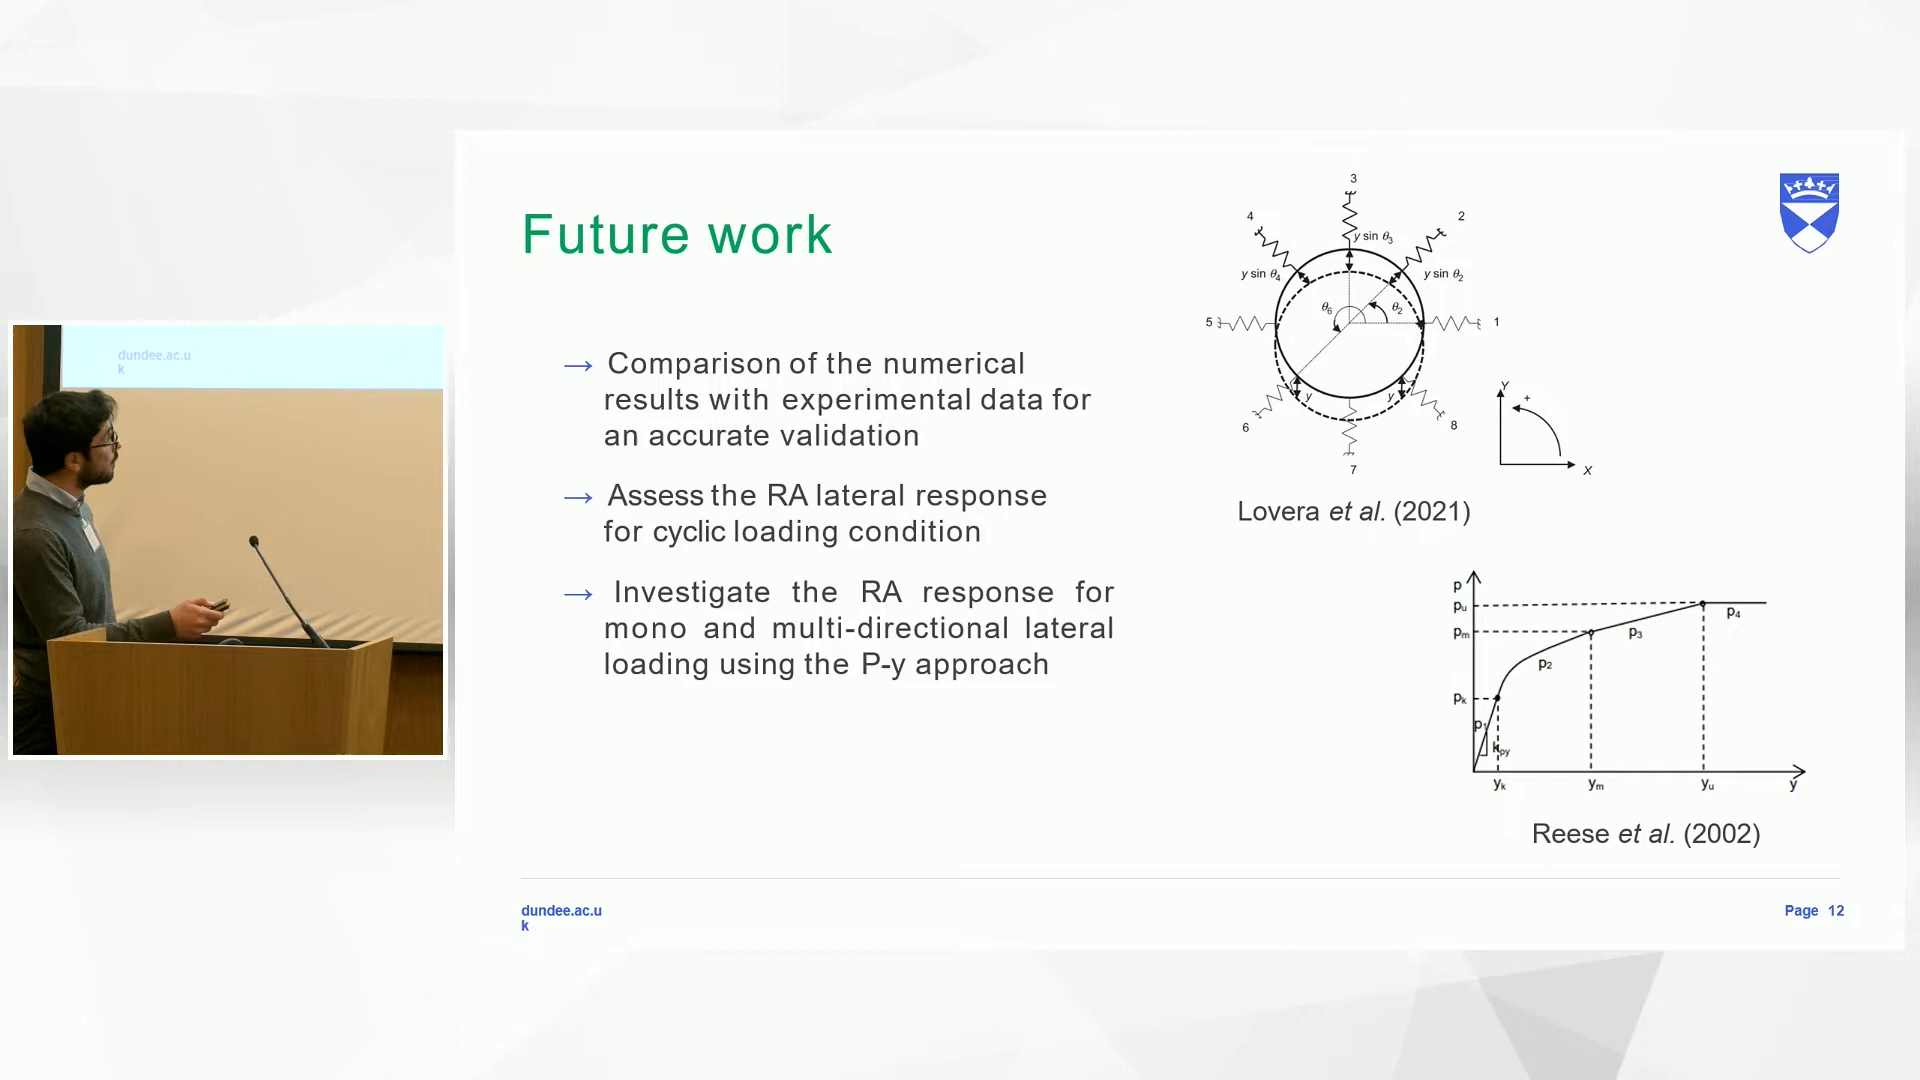 dundee.ac.u
k
Future work
→ Comparison of the numerical
results with experimental data for
an accurate validation
→ Assess the RA lateral response
for cyclic loading condition
→ Investigate the RA response for
mono and multi-directional lateral
loading using the P-y approach
3
4
2
y sin θ3
y sin θ4
y sin θ2
θ6
θ2
5
1
y
y
6
8
7
Y
+
X
Lovera et al. (2021)
p
pu
pm
p4
p3
p2
pk
p1
kpy
yk
ym
yu
y
Reese et al. (2002)
dundee.ac.u
k
Page 12